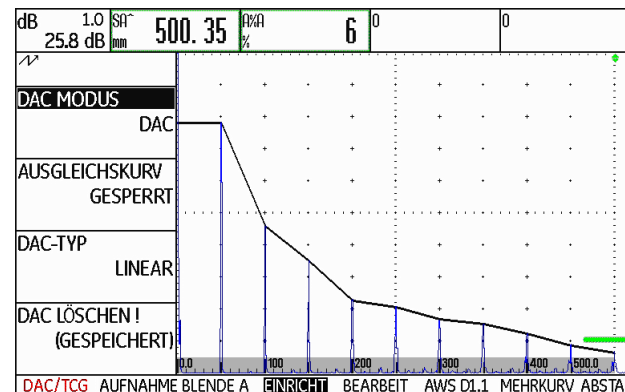 dB 1.0 SA^ mm 500.35 A%A % 6 0 0
25.8 dB
DAC MODUS
DAC
AUSGLEICHSKURV
GESPERRT
DAC-TYP
LINEAR
DAC LÖSCHEN !
(GESPEICHERT)
0.0 100 200 300 400 500.0
DAC/TCG AUFNAHME BLENDE A EINRICHT BEARBEIT AWS D1.1 MEHRKURV ABSTA